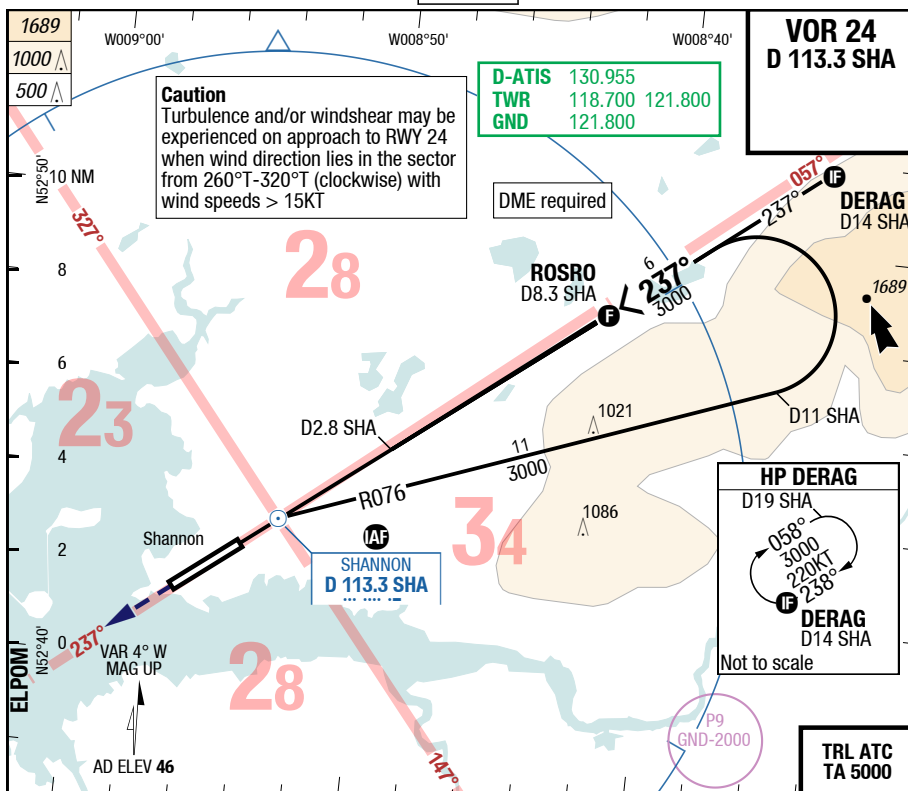 1689
1000
500
W009°00'
W008°50'
W008°40'
VOR 24
D 113.3 SHA
D-ATIS 130.955
TWR 118.700 121.800
GND 121.800
Caution
Turbulence and/or windshear may be
experienced on approach to RWY 24
when wind direction lies in the sector
from 260°T-320°T (clockwise) with
wind speeds > 15KT
N52°50'
10 NM
327°
DME required
057°
IF
237°
DERAG
D14 SHA
28
ROSRO
D8.3 SHA
6
237°
3000
F
1689
8
6
23
D11 SHA
D2.8 SHA
1021
4
11
3000
R076
HP DERAG
D19 SHA
058°
3000
220KT
238°
IF
DERAG
D14 SHA
Not to scale
34
1086
IAF
Shannon
2
SHANNON
D 113.3 SHA
237°
0
N52°40'
VAR 4° W
MAG UP
ELPOM
28
P9
GND-2000
147°
AD ELEV 46
TRL ATC
TA 5000